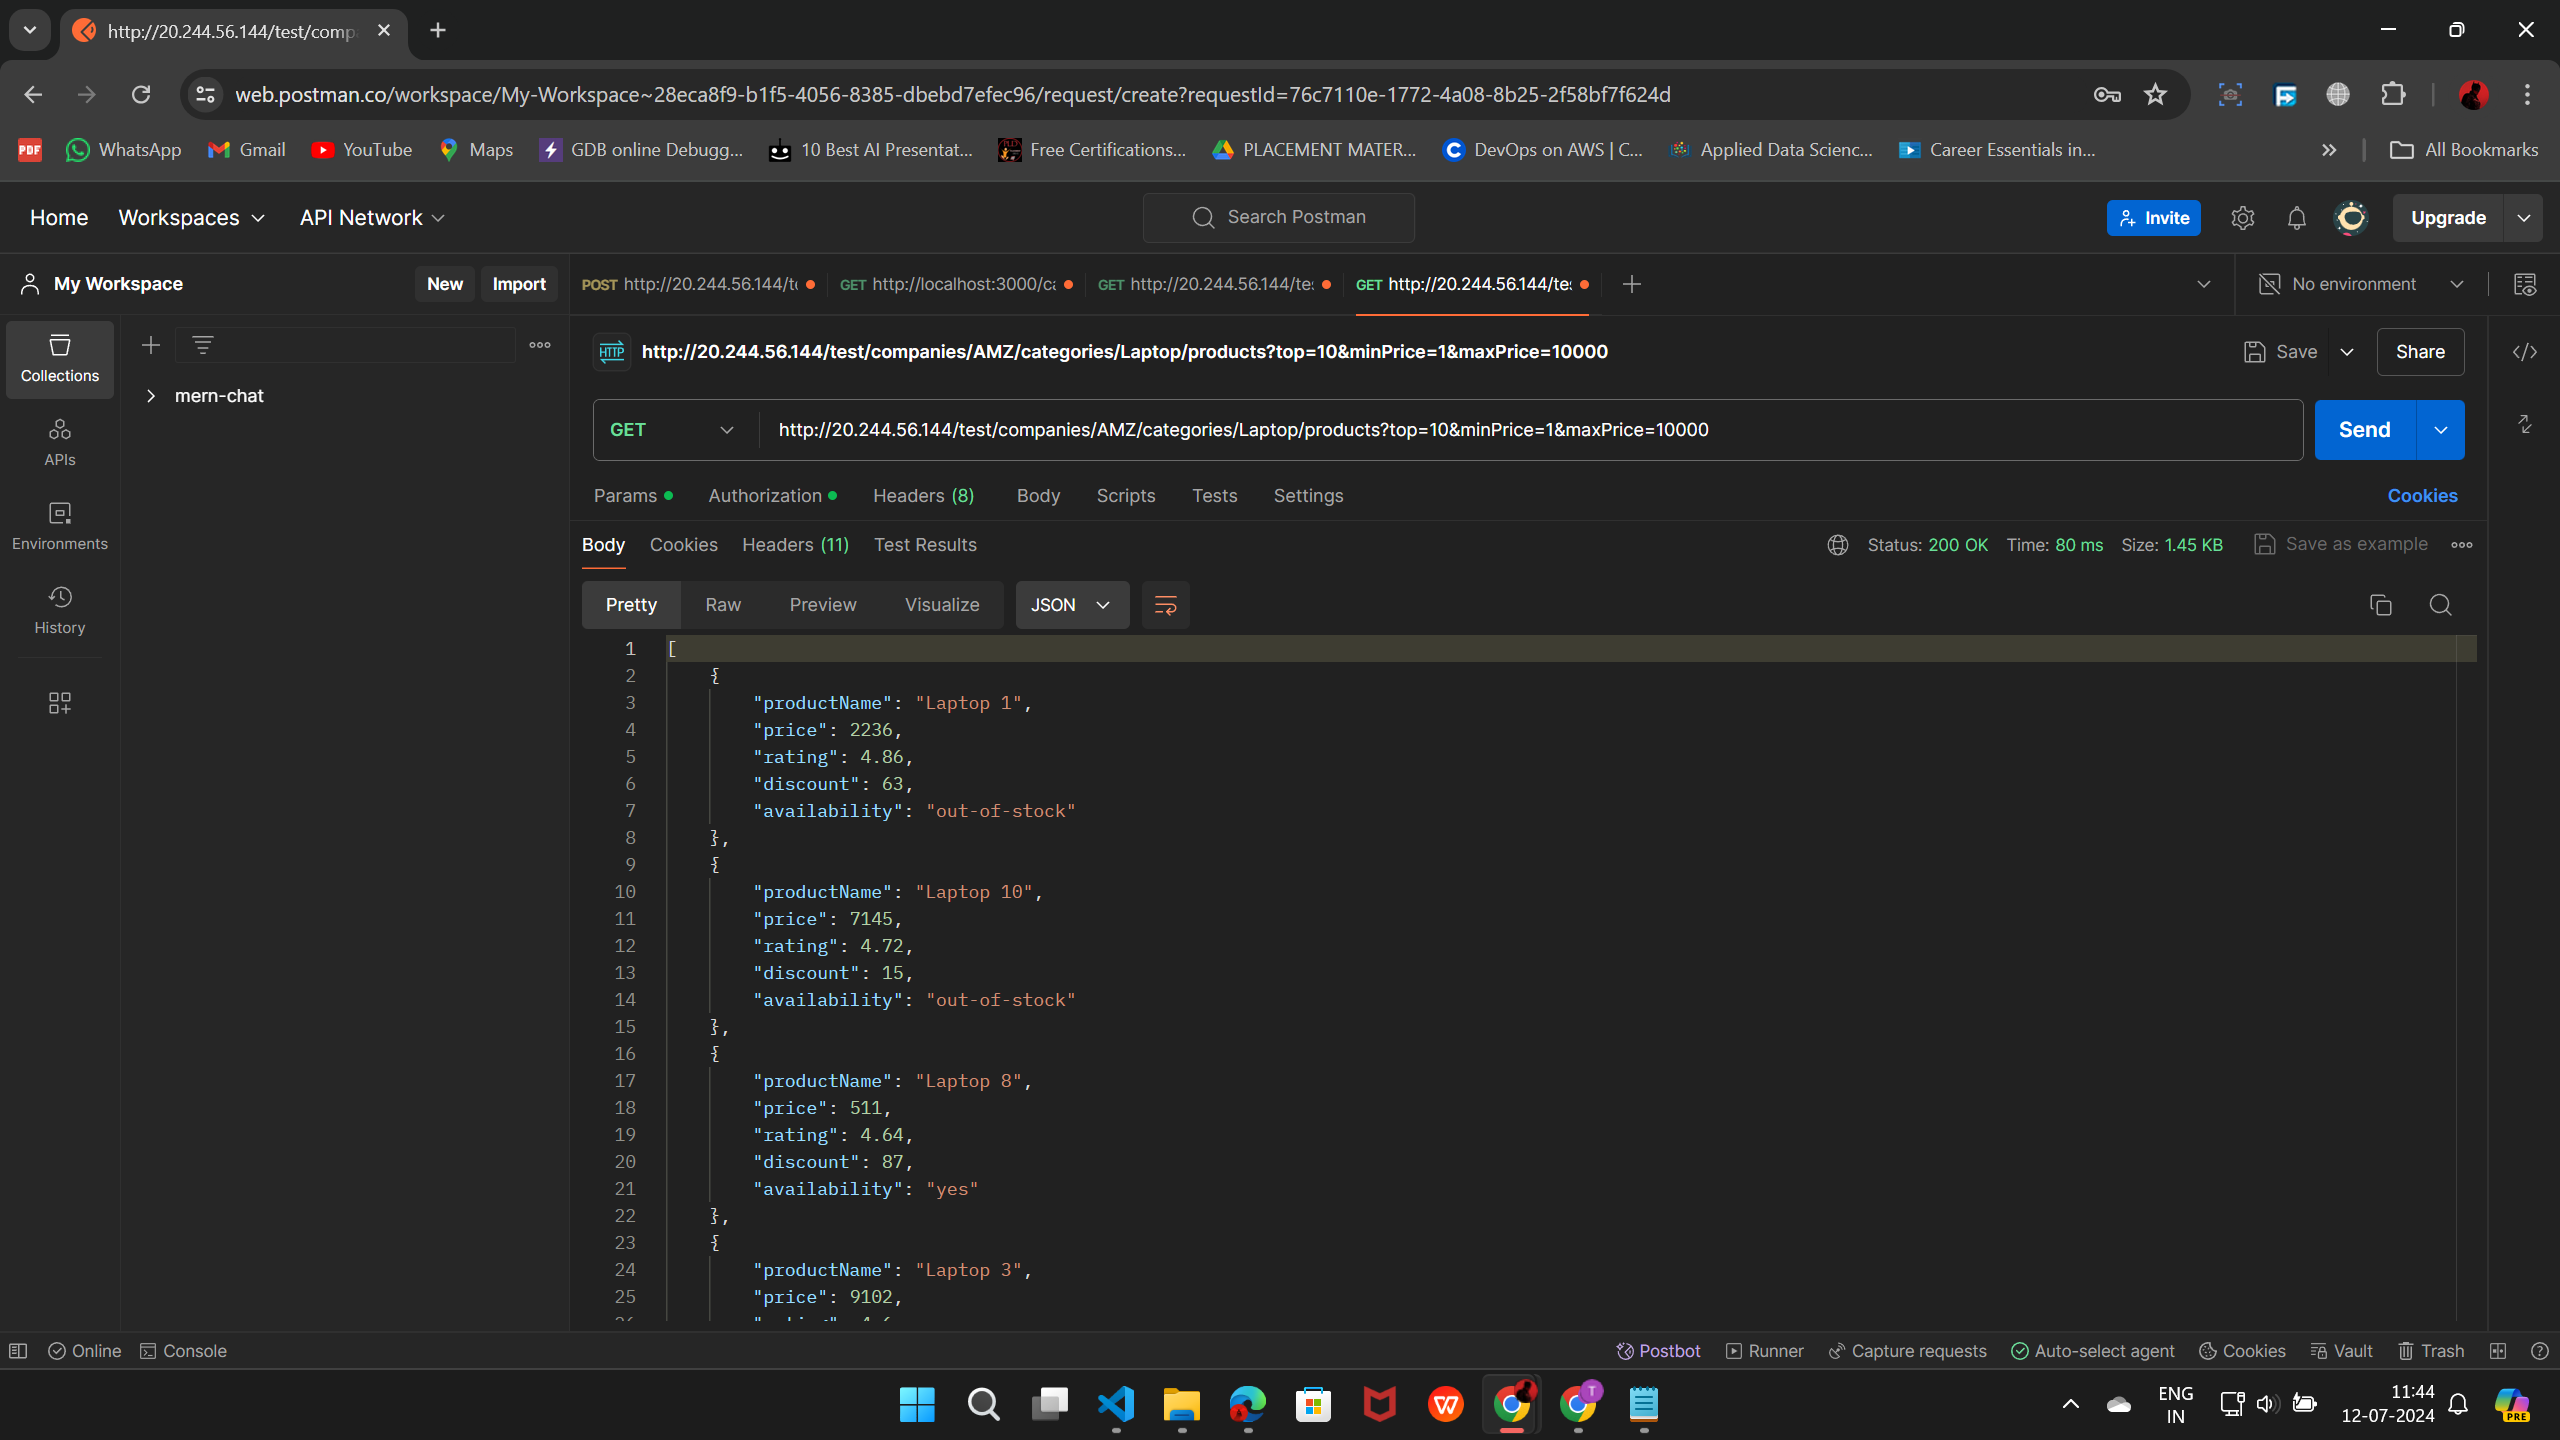 http://20.244.56.144/test/comp
web.postman.co/workspace/My-Workspace~28eca8f9-b1f5-4056-8385-dbebd7efec96/request/create?requestId=76c7110e-1772-4a08-8b25-2f58bf7f624d
PDF WhatsApp Gmail YouTube Maps GDB online Debugg... 10 Best AI Presentat... Free Certifications... PLACEMENT MATER... DevOps on AWS | C... Applied Data Scienc... Career Essentials in... All Bookmarks
Home Workspaces API Network Search Postman Invite Upgrade
My Workspace New Import POST http://20.244.56.144/te GET http://localhost:3000/ca GET http://20.244.56.144/tes GET http://20.244.56.144/tes No environment
Collections
APIs
Environments
History
mern-chat
HTTP http://20.244.56.144/test/companies/AMZ/categories/Laptop/products?top=10&minPrice=1&maxPrice=10000 Save Share
GET http://20.244.56.144/test/companies/AMZ/categories/Laptop/products?top=10&minPrice=1&maxPrice=10000 Send
Params Authorization Headers (8) Body Scripts Tests Settings Cookies
Body Cookies Headers (11) Test Results Status: 200 OK Time: 80 ms Size: 1.45 KB Save as example
Pretty Raw Preview Visualize JSON
1 [
2 {
3 "productName": "Laptop 1",
4 "price": 2236,
5 "rating": 4.86,
6 "discount": 63,
7 "availability": "out-of-stock"
8 },
9 {
10 "productName": "Laptop 10",
11 "price": 7145,
12 "rating": 4.72,
13 "discount": 15,
14 "availability": "out-of-stock"
15 },
16 {
17 "productName": "Laptop 8",
18 "price": 511,
19 "rating": 4.64,
20 "discount": 87,
21 "availability": "yes"
22 },
23 {
24 "productName": "Laptop 3",
25 "price": 9102,
Online Console Postbot Runner Capture requests Auto-select agent Cookies Vault Trash
ENG
IN
11:44
12-07-2024
PRE